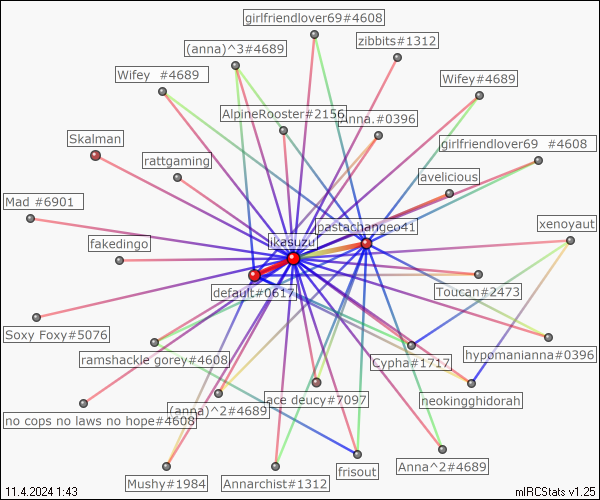 girlfriendlover69#4608
zibbits#1312
(anna)^3#4689
Wifey  #4689
Wifey#4689
AlpineRooster#2156
Anna.#0396
Skalman
girlfriendlover69  #4608
rattgaming
avelicious
Mad #6901
pastachangeo41
xenoyaut
fakedingo
ikasuzu
default#0617
Toucan#2473
Soxy Foxy#5076
ramshackle gorey#4608
Cypha#1717
hypomanianna#0396
ace deucy#7097
neokingghidorah
(anna)^2#4689
no cops no laws no hope#4608
Anna^2#4689
frisout
Mushy#1984
Annarchist#1312
11.4.2024 1:43
mIRCStats v1.25